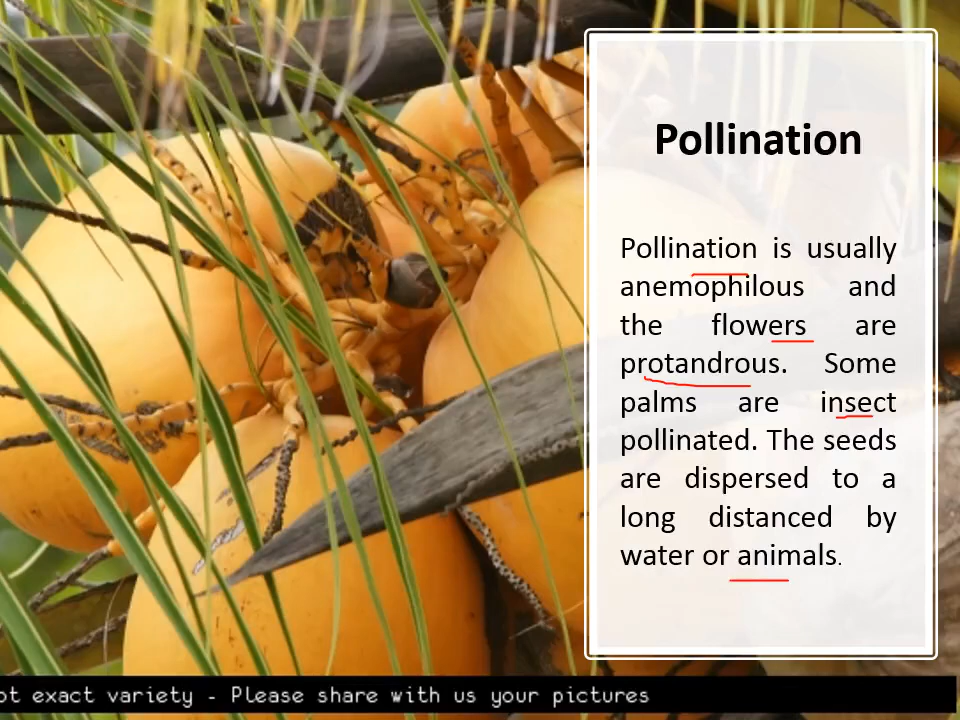 Pollination
Pollination is usually
anemophilous and
the flowers are
protandrous. Some
palms are insect
pollinated. The seeds
are dispersed to a
long distanced by
water or animals.
ot exact variety - Please share with us your pictures